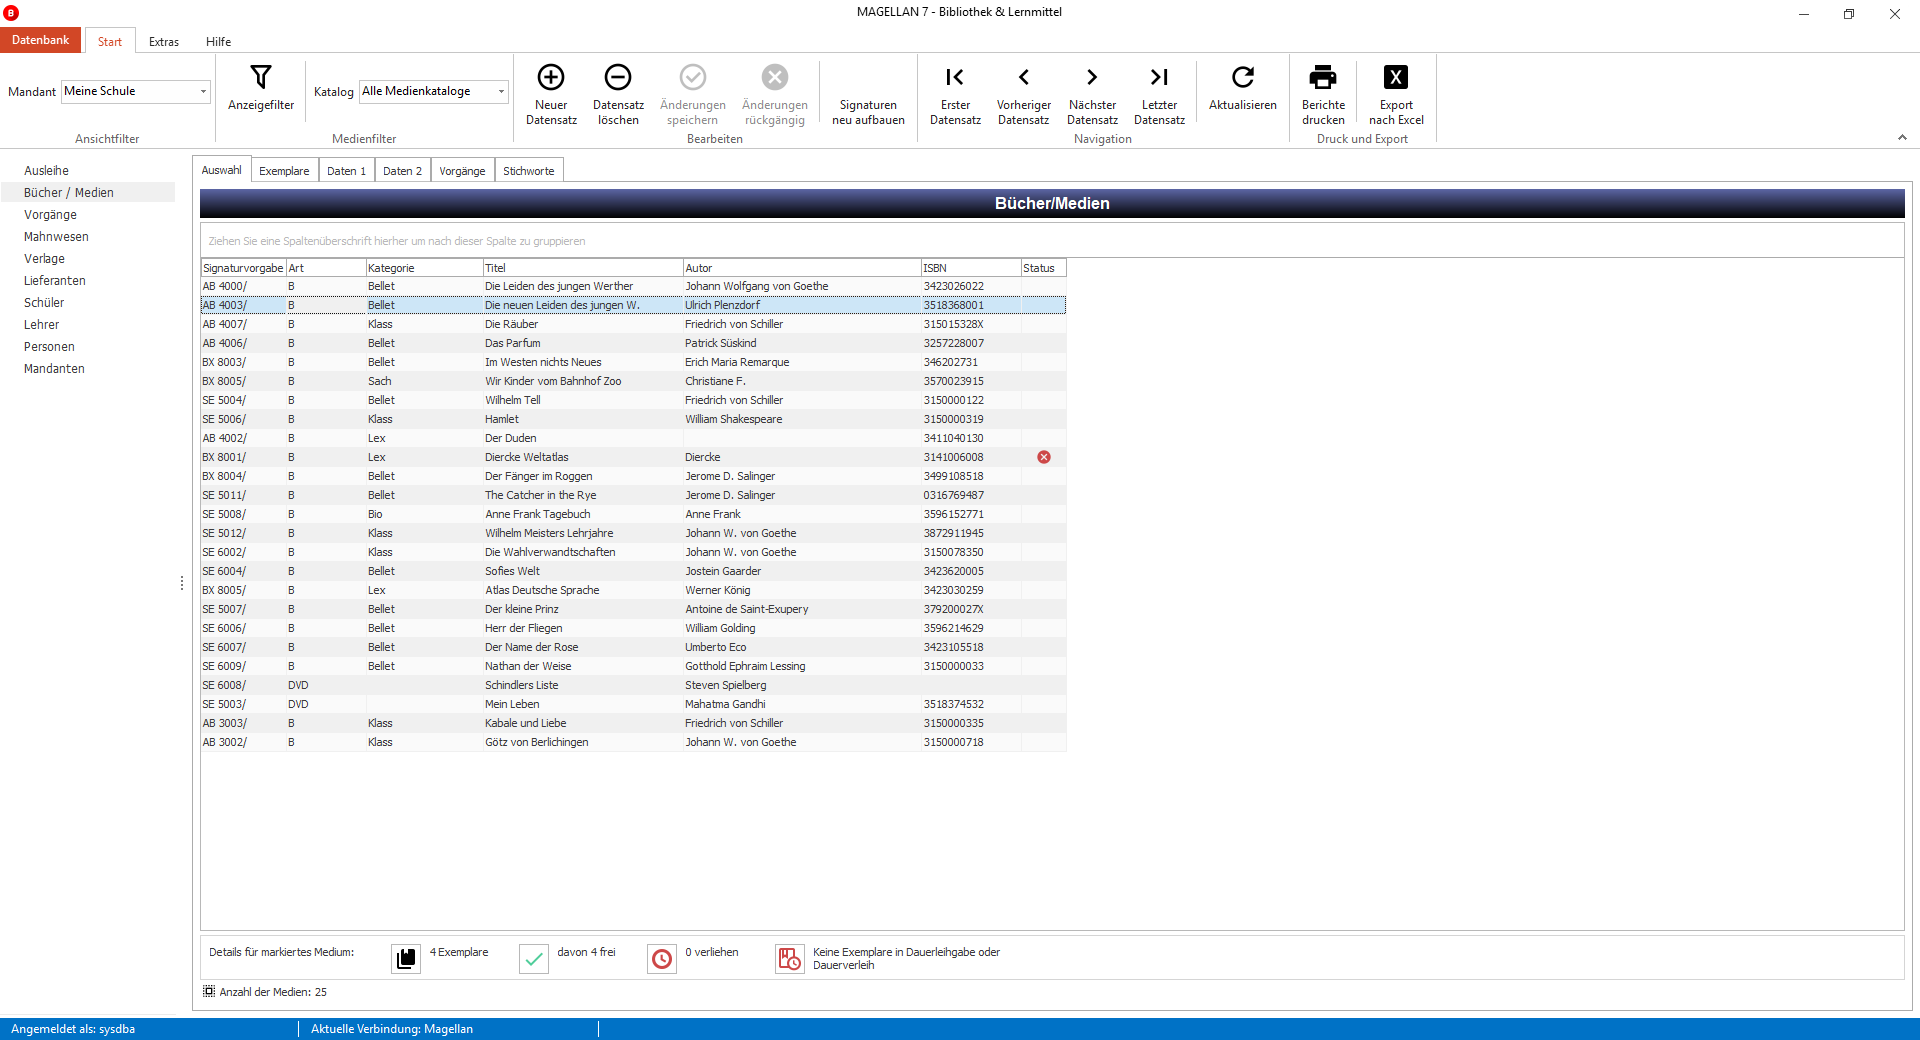 B
MAGELLAN 7 - Bibliothek & Lernmittel
Datenbank Start Extras Hilfe
Mandant Meine Schule
Anzeigefilter
Katalog Alle Medienkataloge
Neuer Datensatz
Datensatz löschen
Änderungen speichern
Änderungen rückgängig
Signaturen neu aufbauen
Erster Datensatz
Vorheriger Datensatz
Nächster Datensatz
Letzter Datensatz
Aktualisieren
Berichte drucken
X
Export nach Excel
Ansichtfilter Medienfilter Bearbeiten Navigation Druck und Export
Ausleihe
Bücher / Medien
Vorgänge
Mahnwesen
Verlage
Lieferanten
Schüler
Lehrer
Personen
Mandanten
Auswahl Exemplare Daten 1 Daten 2 Vorgänge Stichworte
Bücher/Medien
Ziehen Sie eine Spaltenüberschrift hierher um nach dieser Spalte zu gruppieren
Signaturvorgabe Art Kategorie Titel Autor ISBN Status
AB 4000/ B Bellet Die Leiden des jungen Werther Johann Wolfgang von Goethe 3423026022
AB 4003/ B Bellet Die neuen Leiden des jungen W. Ulrich Plenzdorf 3518368001
AB 4007/ B Klass Die Räuber Friedrich von Schiller 315015328X
AB 4006/ B Bellet Das Parfum Patrick Süskind 3257228007
BX 8003/ B Bellet Im Westen nichts Neues Erich Maria Remarque 346202731
BX 8005/ B Sach Wir Kinder vom Bahnhof Zoo Christiane F. 3570023915
SE 5004/ B Bellet Wilhelm Tell Friedrich von Schiller 3150000122
SE 5006/ B Klass Hamlet William Shakespeare 3150000319
AB 4002/ B Lex Der Duden 3411040130
BX 8001/ B Lex Diercke Weltatlas Diercke 3141006008
BX 8004/ B Bellet Der Fänger im Roggen Jerome D. Salinger 3499108518
SE 5011/ B Bellet The Catcher in the Rye Jerome D. Salinger 0316769487
SE 5008/ B Bio Anne Frank Tagebuch Anne Frank 3596152771
SE 5012/ B Klass Wilhelm Meisters Lehrjahre Johann W. von Goethe 3872911945
SE 6002/ B Klass Die Wahlverwandtschaften Johann W. von Goethe 3150078350
SE 6004/ B Bellet Sofies Welt Jostein Gaarder 3423620005
BX 8005/ B Lex Atlas Deutsche Sprache Werner König 3423030259
SE 5007/ B Bellet Der kleine Prinz Antoine de Saint-Exupery 379200027X
SE 6006/ B Bellet Herr der Fliegen William Golding 3596214629
SE 6007/ B Bellet Der Name der Rose Umberto Eco 3423105518
SE 6009/ B Bellet Nathan der Weise Gotthold Ephraim Lessing 3150000033
SE 6008/ DVD Schindlers Liste Steven Spielberg
SE 5003/ DVD Mein Leben Mahatma Gandhi 3518374532
AB 3003/ B Klass Kabale und Liebe Friedrich von Schiller 3150000335
AB 3002/ B Klass Götz von Berlichingen Johann W. von Goethe 3150000718
Details für markiertes Medium: 4 Exemplare davon 4 frei 0 verliehen Keine Exemplare in Dauerleihgabe oder
Dauerverleih
Anzahl der Medien: 25
Angemeldet als: sysdba Aktuelle Verbindung: Magellan